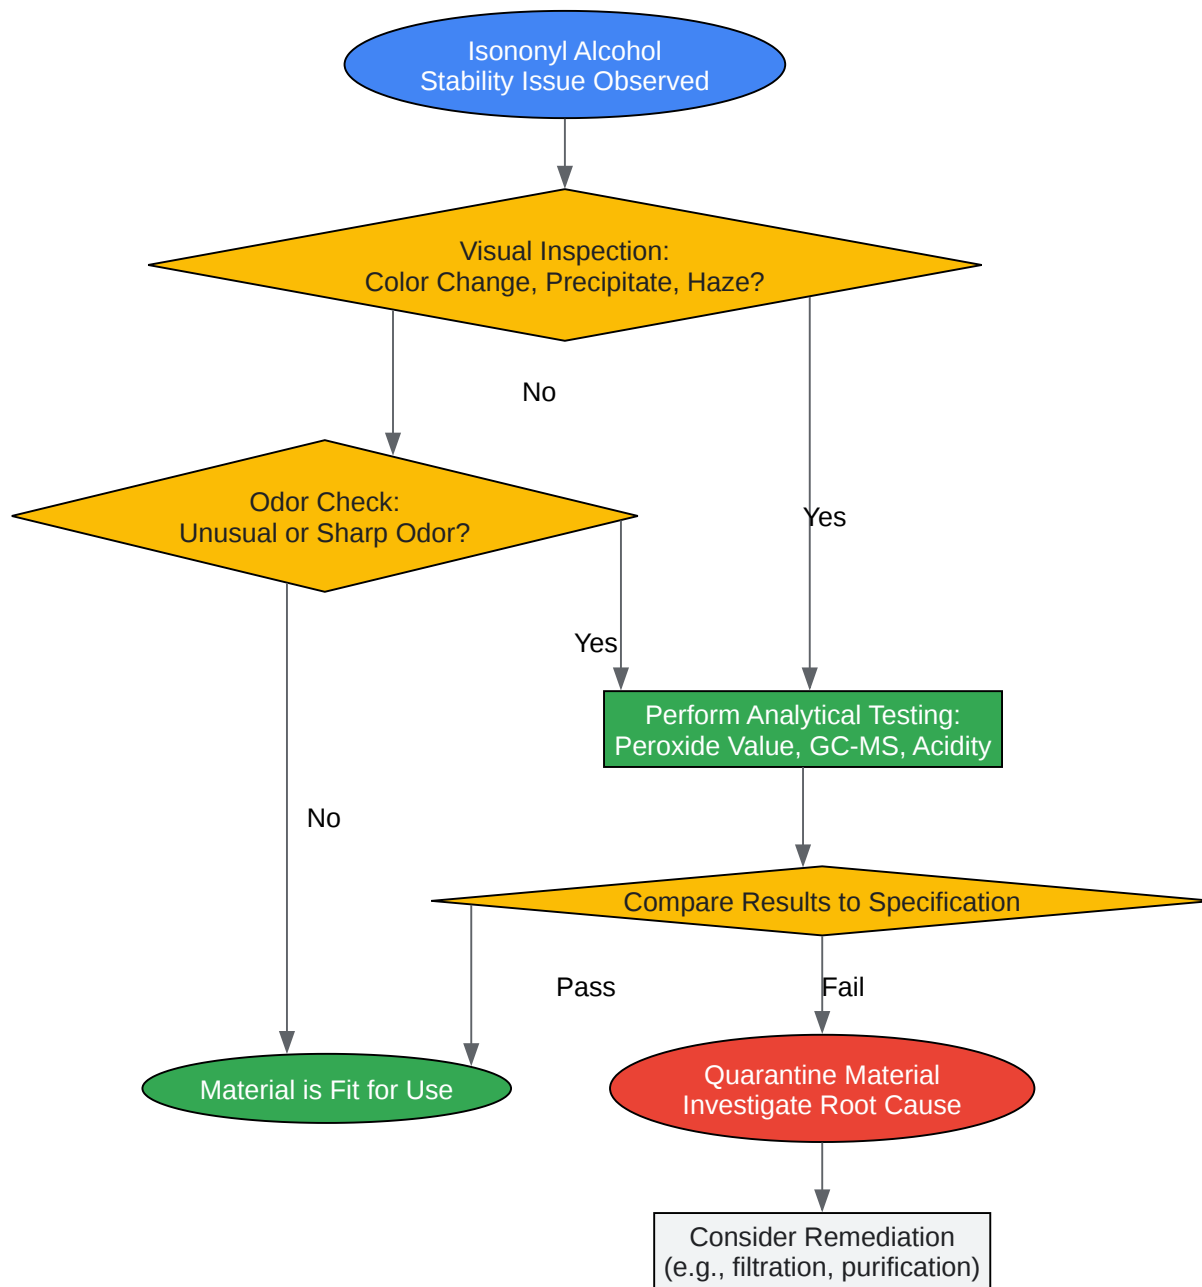 Isononyl Alcohol
Stability Issue Observed
Visual Inspection:
Color Change, Precipitate, Haze?
No
Odor Check:
Unusual or Sharp Odor?
Yes
Yes
Perform Analytical Testing:
Peroxide Value, GC-MS, Acidity
No
Compare Results to Specification
Pass
Fail
Material is Fit for Use
Quarantine Material
Investigate Root Cause
Consider Remediation
(e.g., filtration, purification)